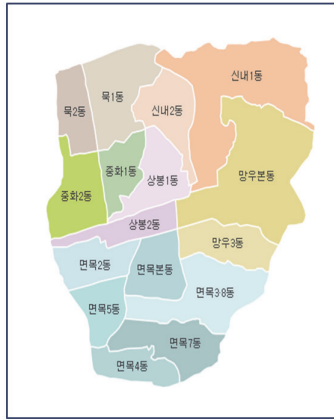 신내1동
묵1동
묵2동
신내2동
중화1동
상봉1동
망우본동
중화2동
상봉2동
망우3동
면목2동
면목본동
면목3·8동
면목5동
면목7동
면목4동